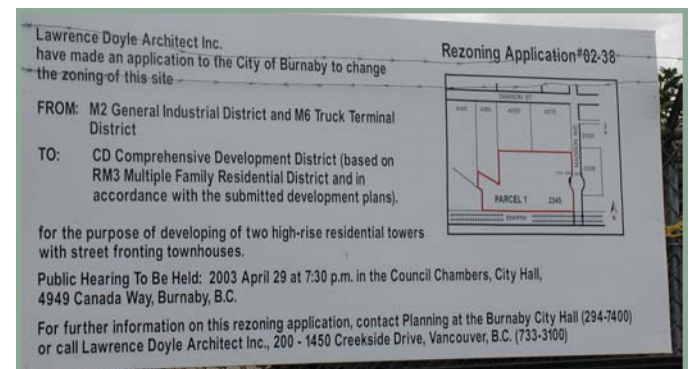 Lawrence Doyle Architect Inc.
have made an application to the City of Burnaby to change
the zoning of this site
Rezoning Application#02-38
FROM: M2 General Industrial District and M6 Truck Terminal
District
TO: CD Comprehensive Development District (based on
RM3 Multiple Family Residential District and in
accordance with the submitted development plans).
DAWSON ST.
MADISON AVE
PARCEL 1 2345
for the purpose of developing of two high-rise residential towers
with street fronting townhouses.
Public Hearing To Be Held: 2003 April 29 at 7:30 p.m. in the Council Chambers, City Hall,
4949 Canada Way, Burnaby, B.C.
For further information on this rezoning application, contact Planning at the Burnaby City Hall (294-7400)
or call Lawrence Doyle Architect Inc., 200 - 1450 Creekside Drive, Vancouver, B.C. (733-3100)